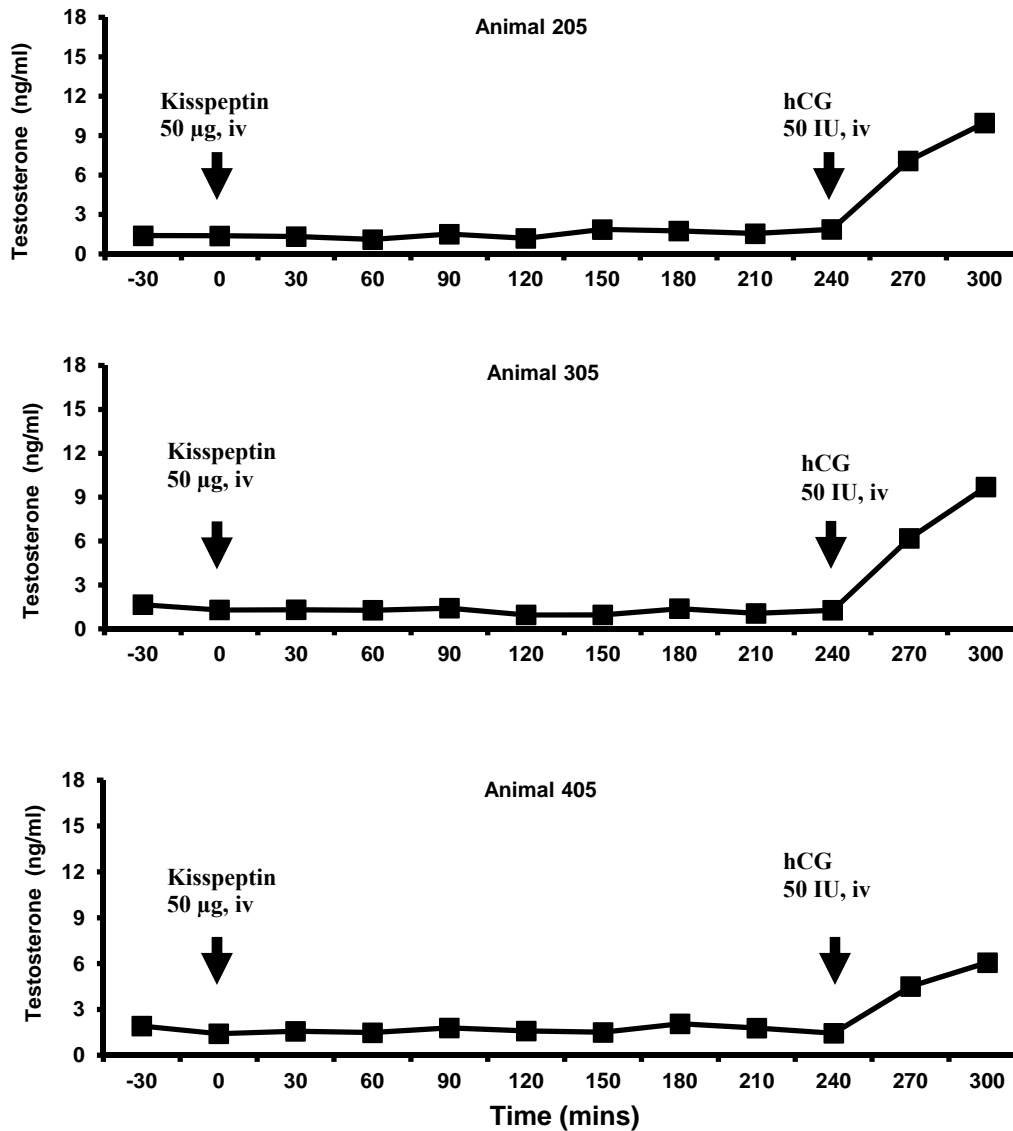 Animal 205
Testosterone (ng/ml)
18
15
12
9
6
3
0
Kisspeptin
50 µg, iv
hCG
50 IU, iv
-30 0 30 60 90 120 150 180 210 240 270 300
Animal 305
Testosterone (ng/ml)
18
15
12
9
6
3
0
Kisspeptin
50 µg, iv
hCG
50 IU, iv
-30 0 30 60 90 120 150 180 210 240 270 300
Animal 405
Testosterone (ng/ml)
18
15
12
9
6
3
0
Kisspeptin
50 µg, iv
hCG
50 IU, iv
-30 0 30 60 90 120 150 180 210 240 270 300
Time (mins)